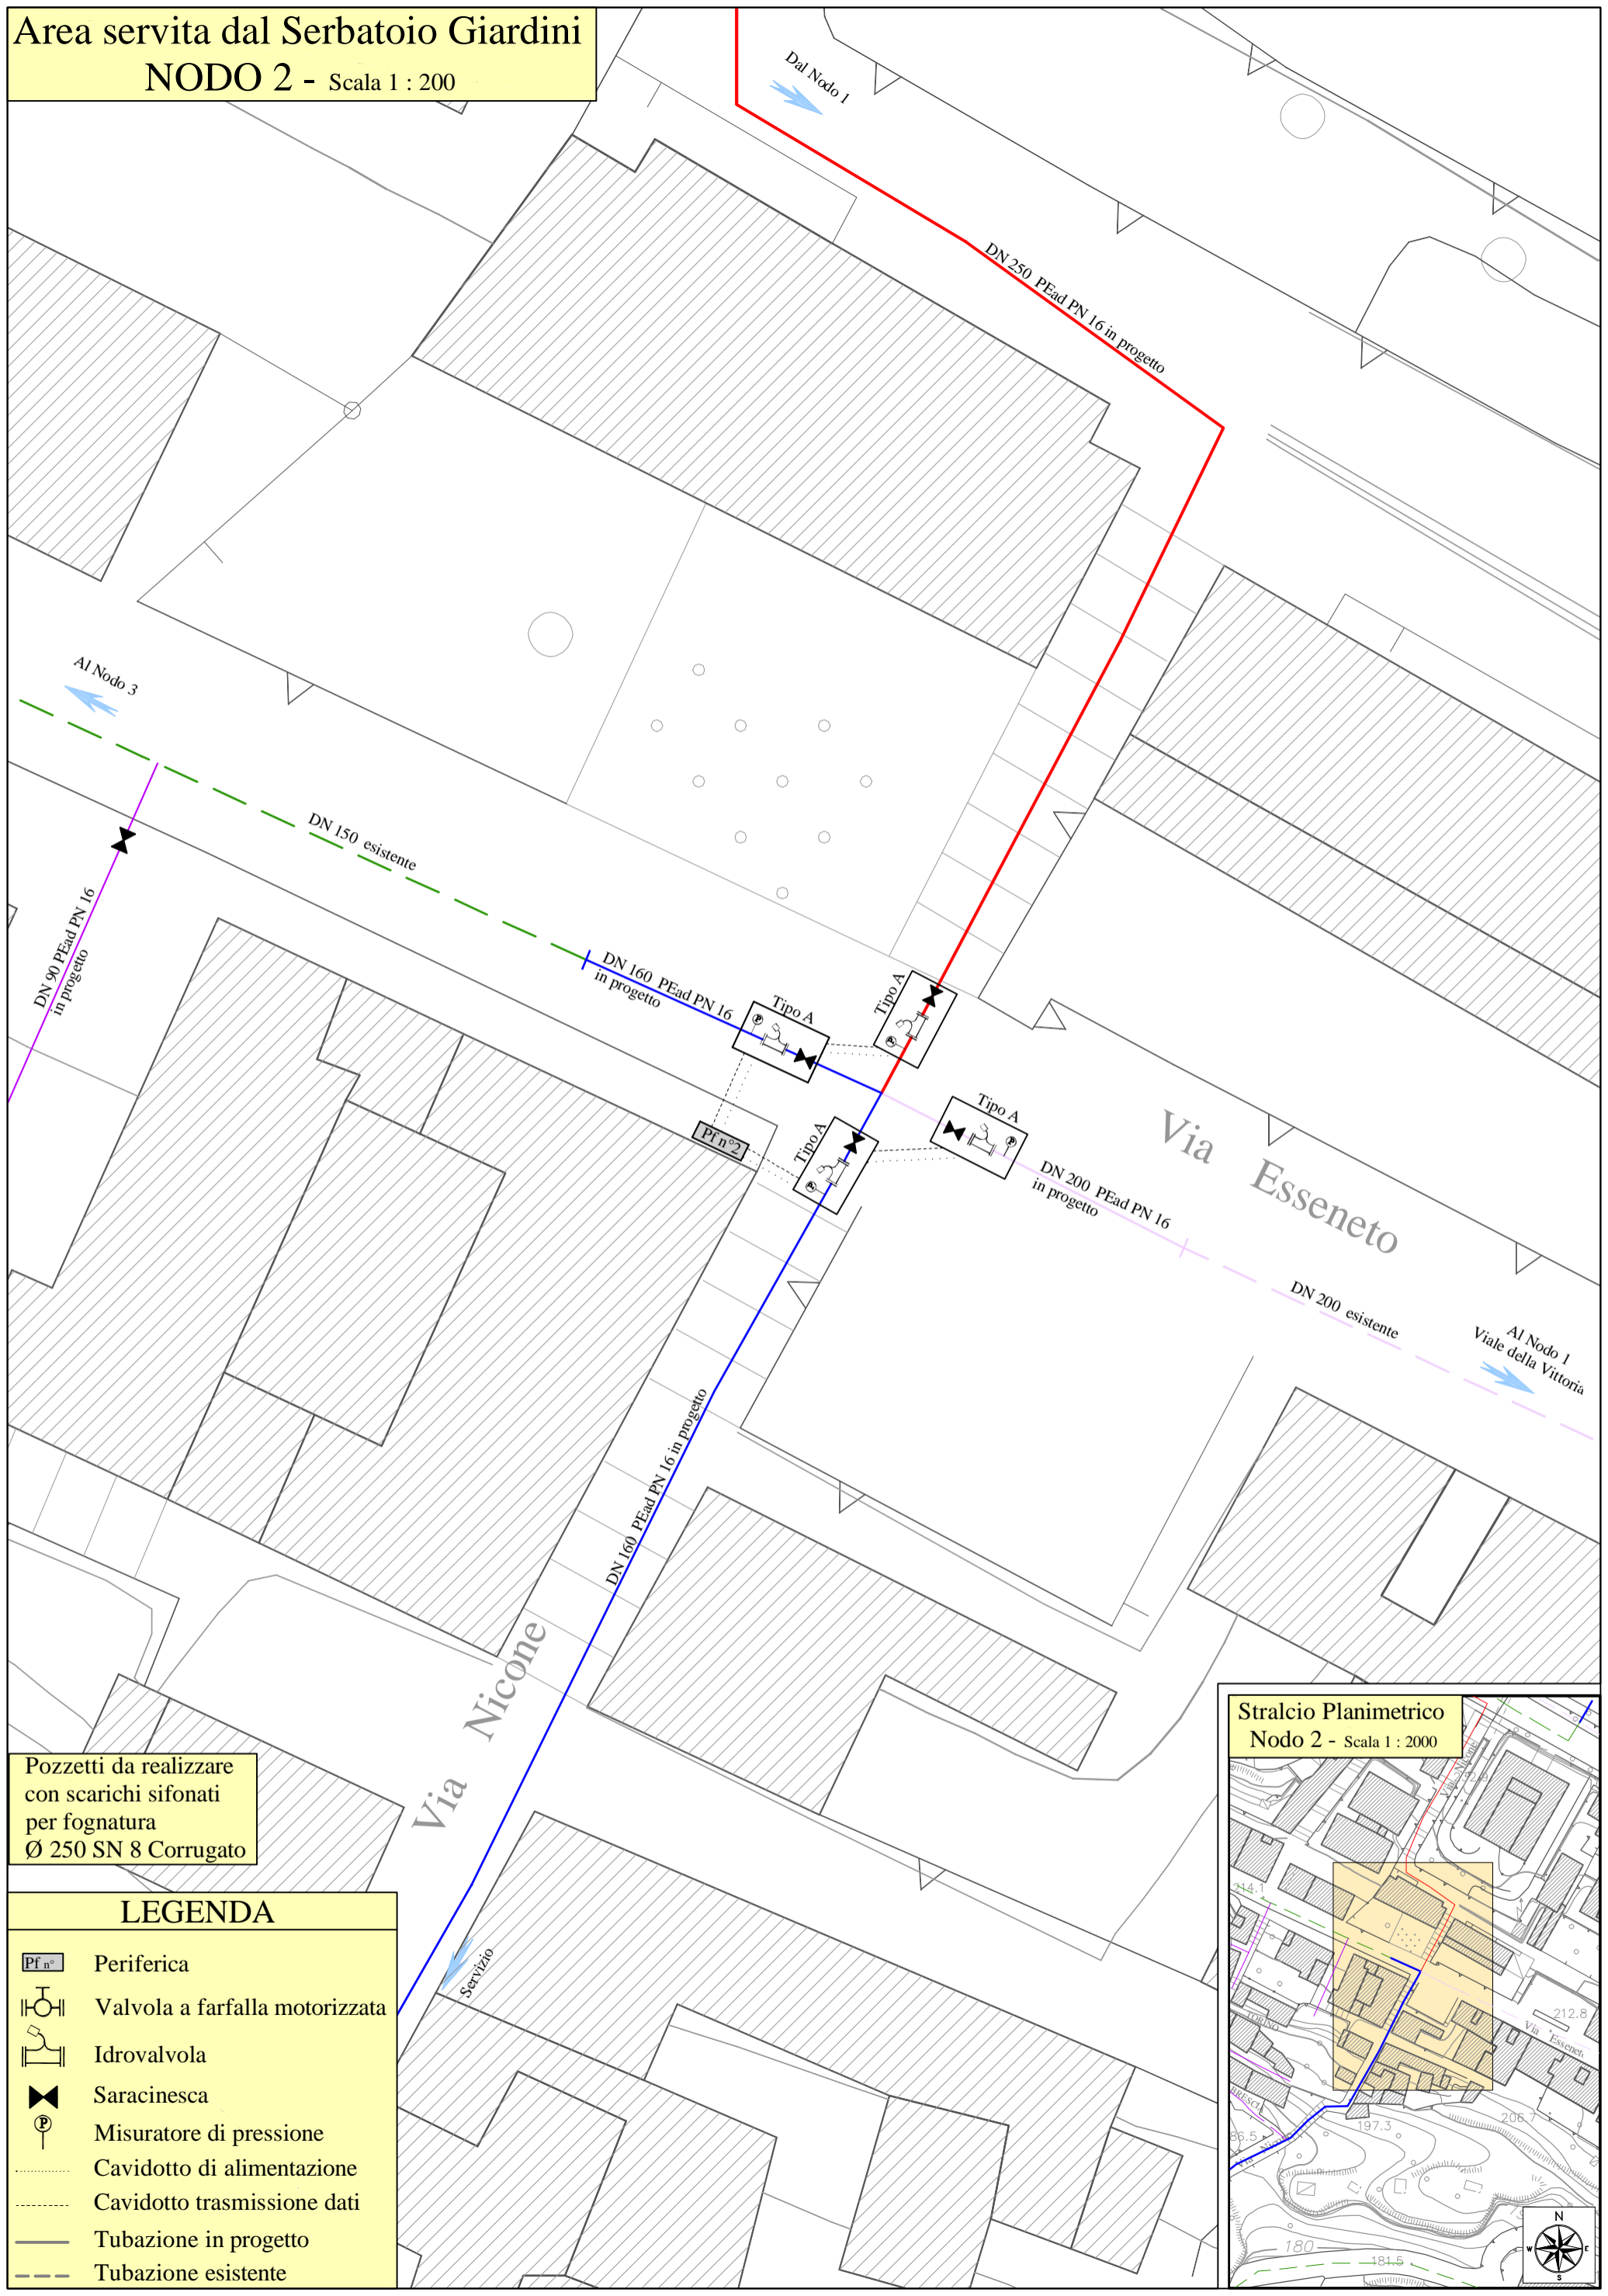 Area servita dal Serbatoio Giardini
NODO 2 - Scala 1 : 200
Dal Nodo 1
DN 250 PEad PN 16 in progetto
Al Nodo 3
DN 150 esistente
DN 90 PEad PN 16
in progetto
DN 160 PEad PN 16
in progetto
Tipo A
P
Tipo A
P
Tipo A
P
Tipo A
P
Pf n°2
DN 200 PEad PN 16
in progetto
Via Esseneto
DN 200 esistente
Al Nodo 1
Viale della Vittoria
DN 160 PEad PN 16 in progetto
Via Nicone
Servizio
Pozzetti da realizzare
con scarichi sifonati
per fognatura
Ø 250 SN 8 Corrugato
LEGENDA
Pf n° Periferica
Valvola a farfalla motorizzata
Idrovalvola
Saracinesca
P Misuratore di pressione
Cavidotto di alimentazione
Cavidotto trasmissione dati
Tubazione in progetto
Tubazione esistente
Stralcio Planimetrico
Nodo 2 - Scala 1 : 2000
214.1
212.8
Via Esseneto
206.7
197.3
86.5
180
181.5
N
W E
S